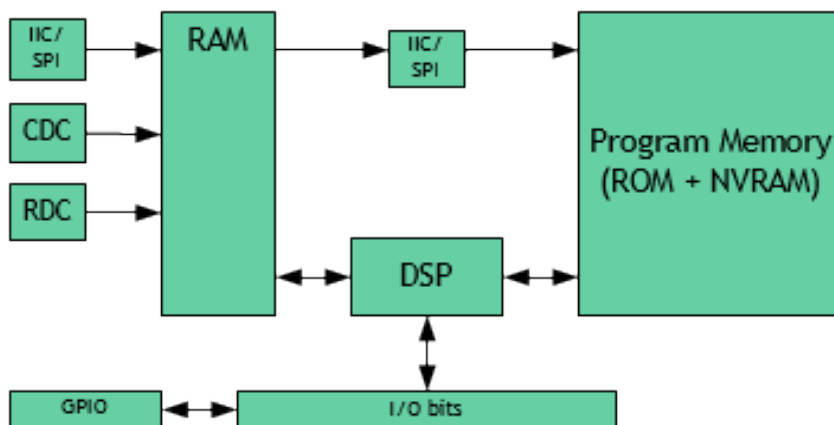 IIC/
SPI
RAM
IIC/
SPI
CDC
RDC
Program Memory
(ROM + NVRAM)
DSP
GPIO
I/O bits